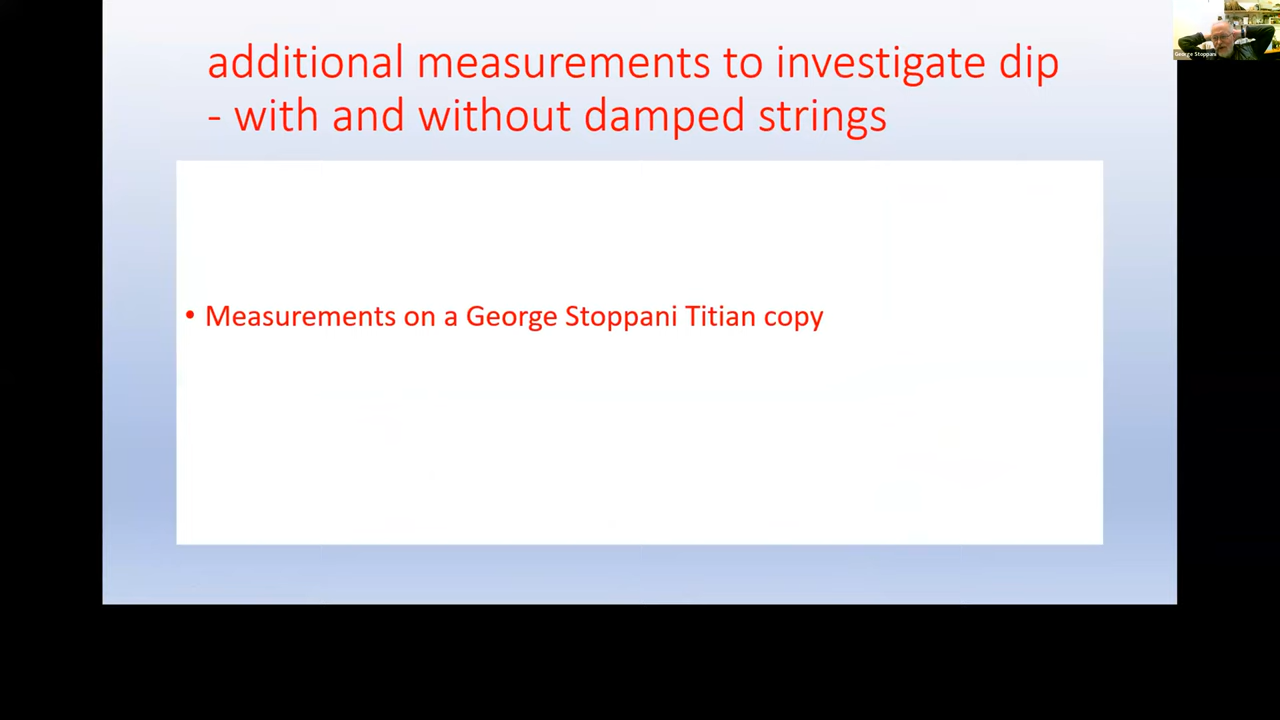 additional measurements to investigate dip
- with and without damped strings
George Stoppani
• Measurements on a George Stoppani Titian copy